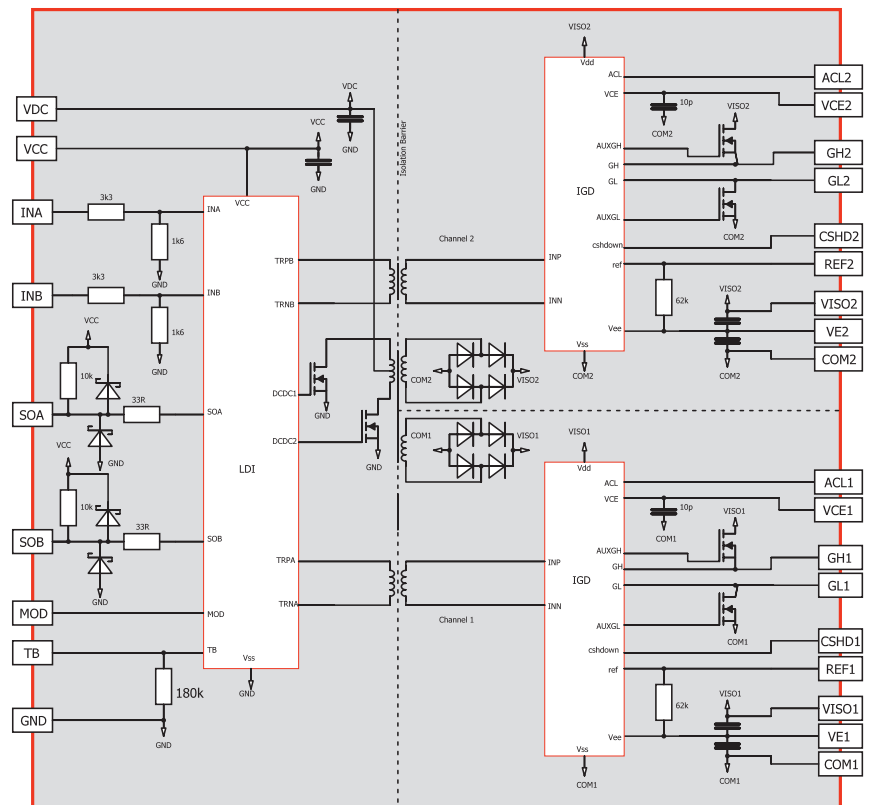 VDC
VCC
INA
INB
SOA
SOB
MOD
TB
GND
VDC
GND
VCC
GND
3k3
1k6
GND
3k3
1k6
GND
VCC
10k
33R
GND
VCC
10k
33R
GND
180k
GND
VCC
INA
INB
SOA
SOB
MOD
TB
LDI
TRPB
TRNB
DCDC1
DCDC2
TRPA
TRNA
Vss
GND
GND
GND
Isolation Barrier
Channel 2
COM2
VISO2
COM1
VISO1
Channel 1
VISO2
Vdd
IGD
INP
INN
Vss
COM2
ACL
VCE
AUXGH
GH
GL
AUXGL
cshdown
ref
Vee
10p
COM2
VISO2
COM2
62k
VISO2
COM2
ACL2
VCE2
GH2
GL2
CSHD2
REF2
VISO2
VE2
COM2
VISO1
Vdd
IGD
INP
INN
Vss
COM1
ACL
VCE
AUXGH
GH
GL
AUXGL
cshdown
ref
Vee
10p
COM1
VISO1
COM1
62k
VISO1
COM1
ACL1
VCE1
GH1
GL1
CSHD1
REF1
VISO1
VE1
COM1